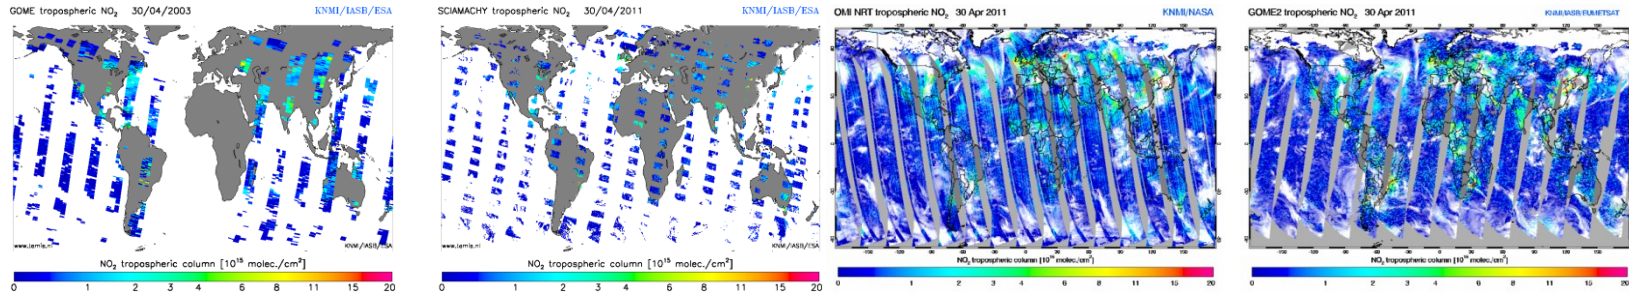 GOME tropospheric NO2 30/04/2003 KNMI/IASB/ESA
www.temis.nl KNMI/IASB/ESA
NO2 tropospheric column [10^15 molec./cm^2]
0 1 2 3 4 6 8 11 15 20
SCIAMACHY tropospheric NO2 30/04/2011 KNMI/IASB/ESA
KNMI/IASB/ESA
NO2 tropospheric column [10^15 molec./cm^2]
0 1 2 3 4 6 8 11 15 20
OMI NRT tropospheric NO2 30 Apr 2011 KNMI/NASA
NO2 tropospheric column [10^15 molec./cm^2]
0 1 2 3 4 6 8 11 15 20
GOME2 tropospheric NO2 30 Apr 2011 KNMI/IASB/EUMETSAT
NO2 tropospheric column [10^15 molec./cm^2]
0 1 2 3 4 6 8 11 15 20